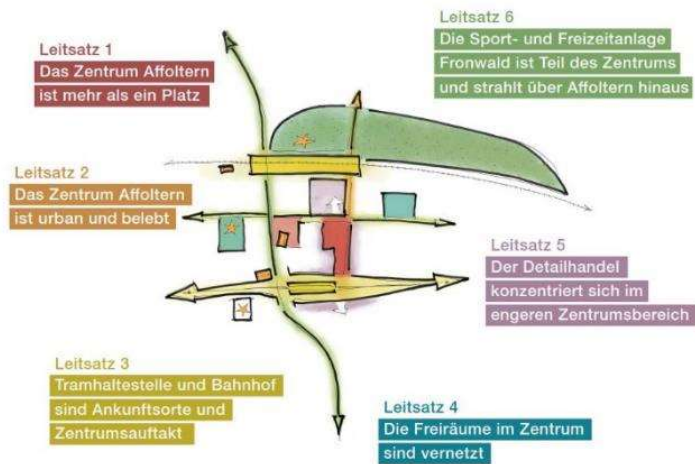 Leitsatz 1
Das Zentrum Affoltern
ist mehr als ein Platz
Leitsatz 6
Die Sport- und Freizeitanlage
Fronwald ist Teil des Zentrums
und strahlt über Affoltern hinaus
Leitsatz 2
Das Zentrum Affoltern
ist urban und belebt
Leitsatz 5
Der Detailhandel
konzentriert sich im
engeren Zentrumsbereich
Leitsatz 3
Tramhaltestelle und Bahnhof
sind Ankunftsorte und
Zentrumsauftakt
Leitsatz 4
Die Freiräume im Zentrum
sind vernetzt